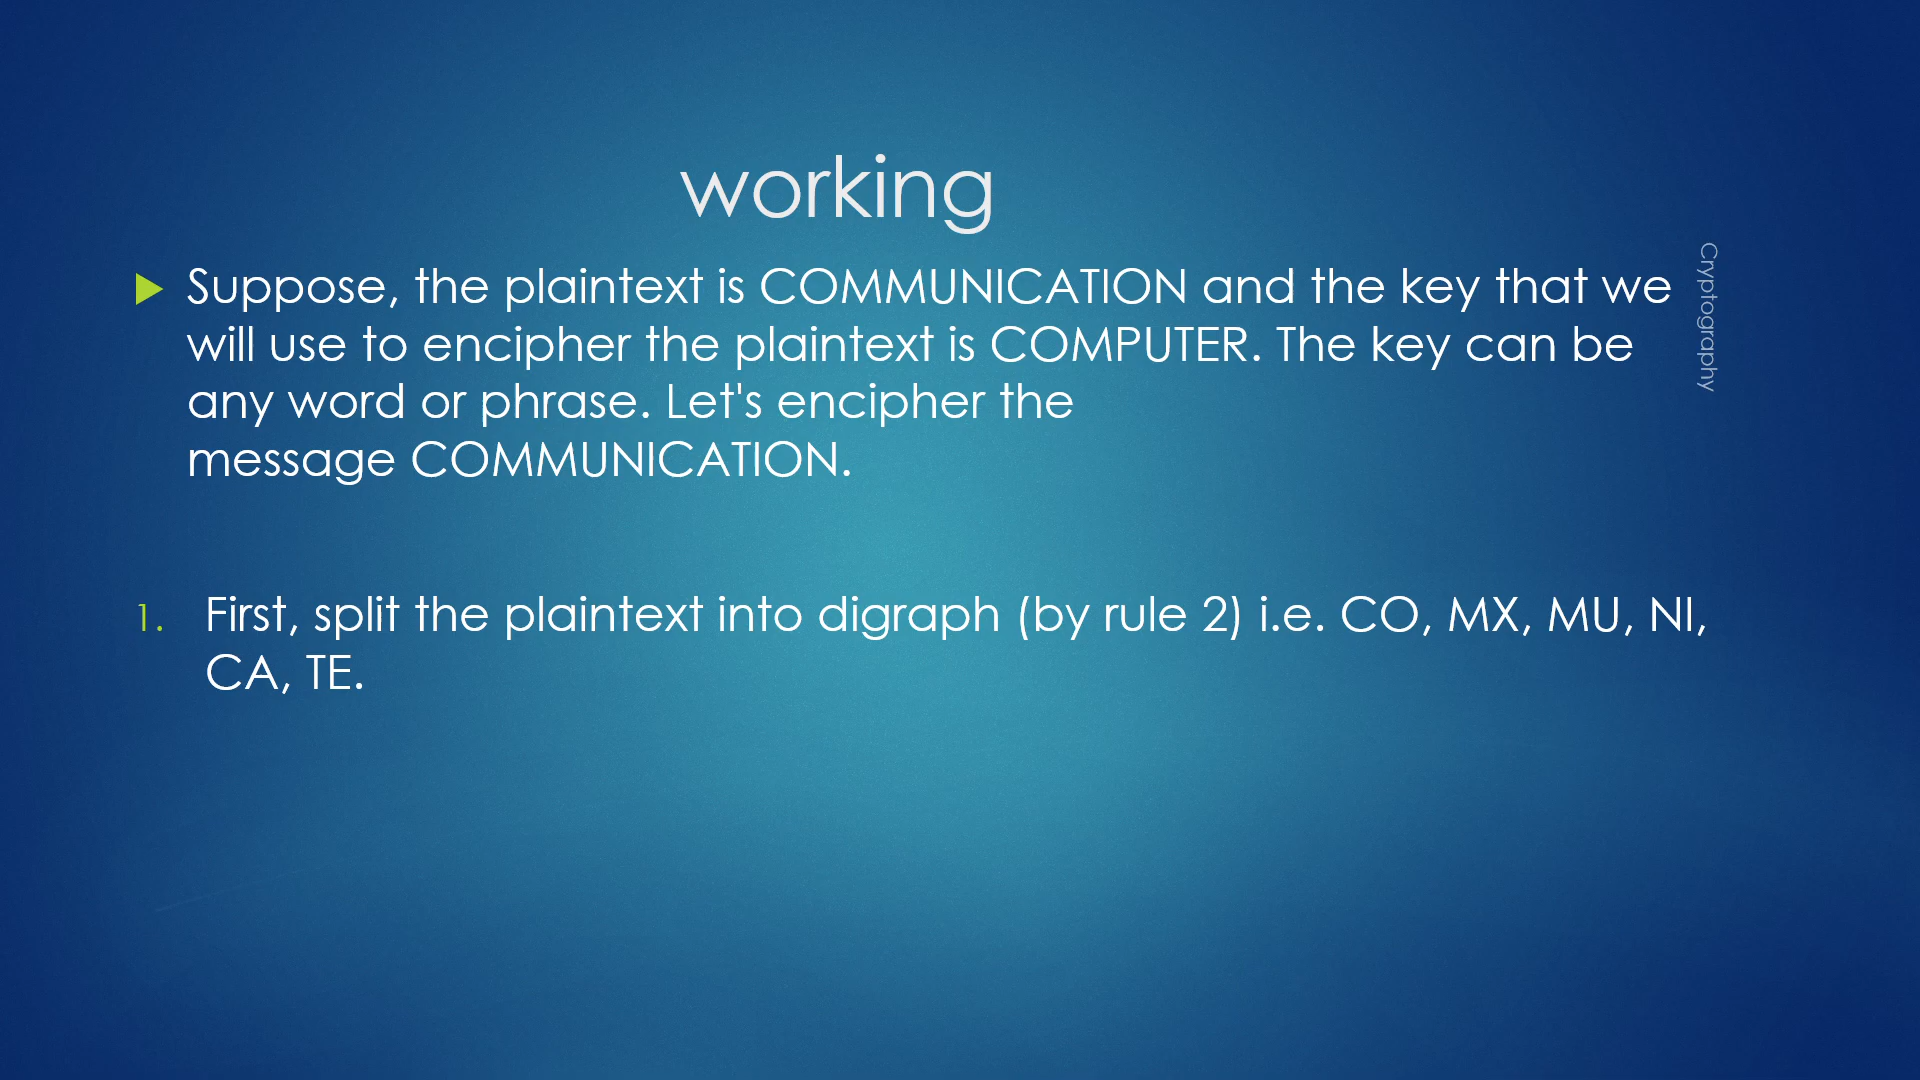 working
Suppose, the plaintext is COMMUNICATION and the key that we
will use to encipher the plaintext is COMPUTER. The key can be
any word or phrase. Let's encipher the
message COMMUNICATION.
1. First, split the plaintext into digraph (by rule 2) i.e. CO, MX, MU, NI,
CA, TE.
Cryptography